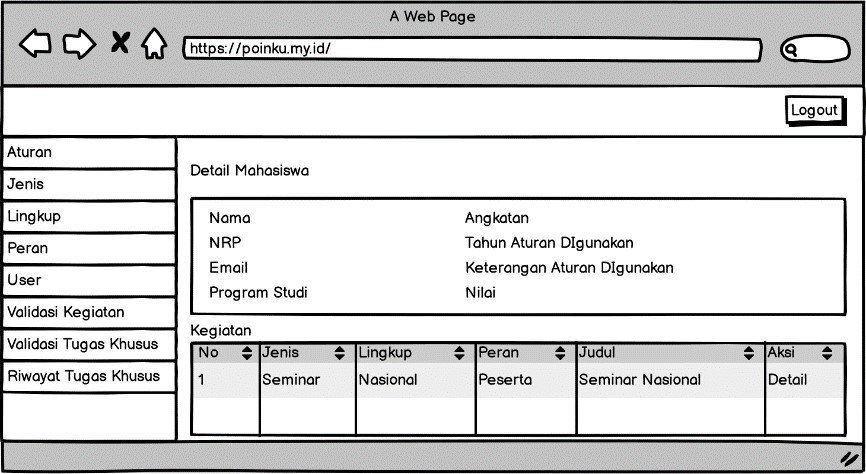 A Web Page
https://poinku.my.id/
Logout
Aturan
Jenis
Lingkup
Peran
User
Validasi Kegiatan
Validasi Tugas Khusus
Riwayat Tugas Khusus
Detail Mahasiswa
Nama Angkatan
NRP Tahun Aturan DIgunakan
Email Keterangan Aturan DIgunakan
Program Studi Nilai
Kegiatan
No Jenis Lingkup Peran Judul Aksi
1 Seminar Nasional Peserta Seminar Nasional Detail